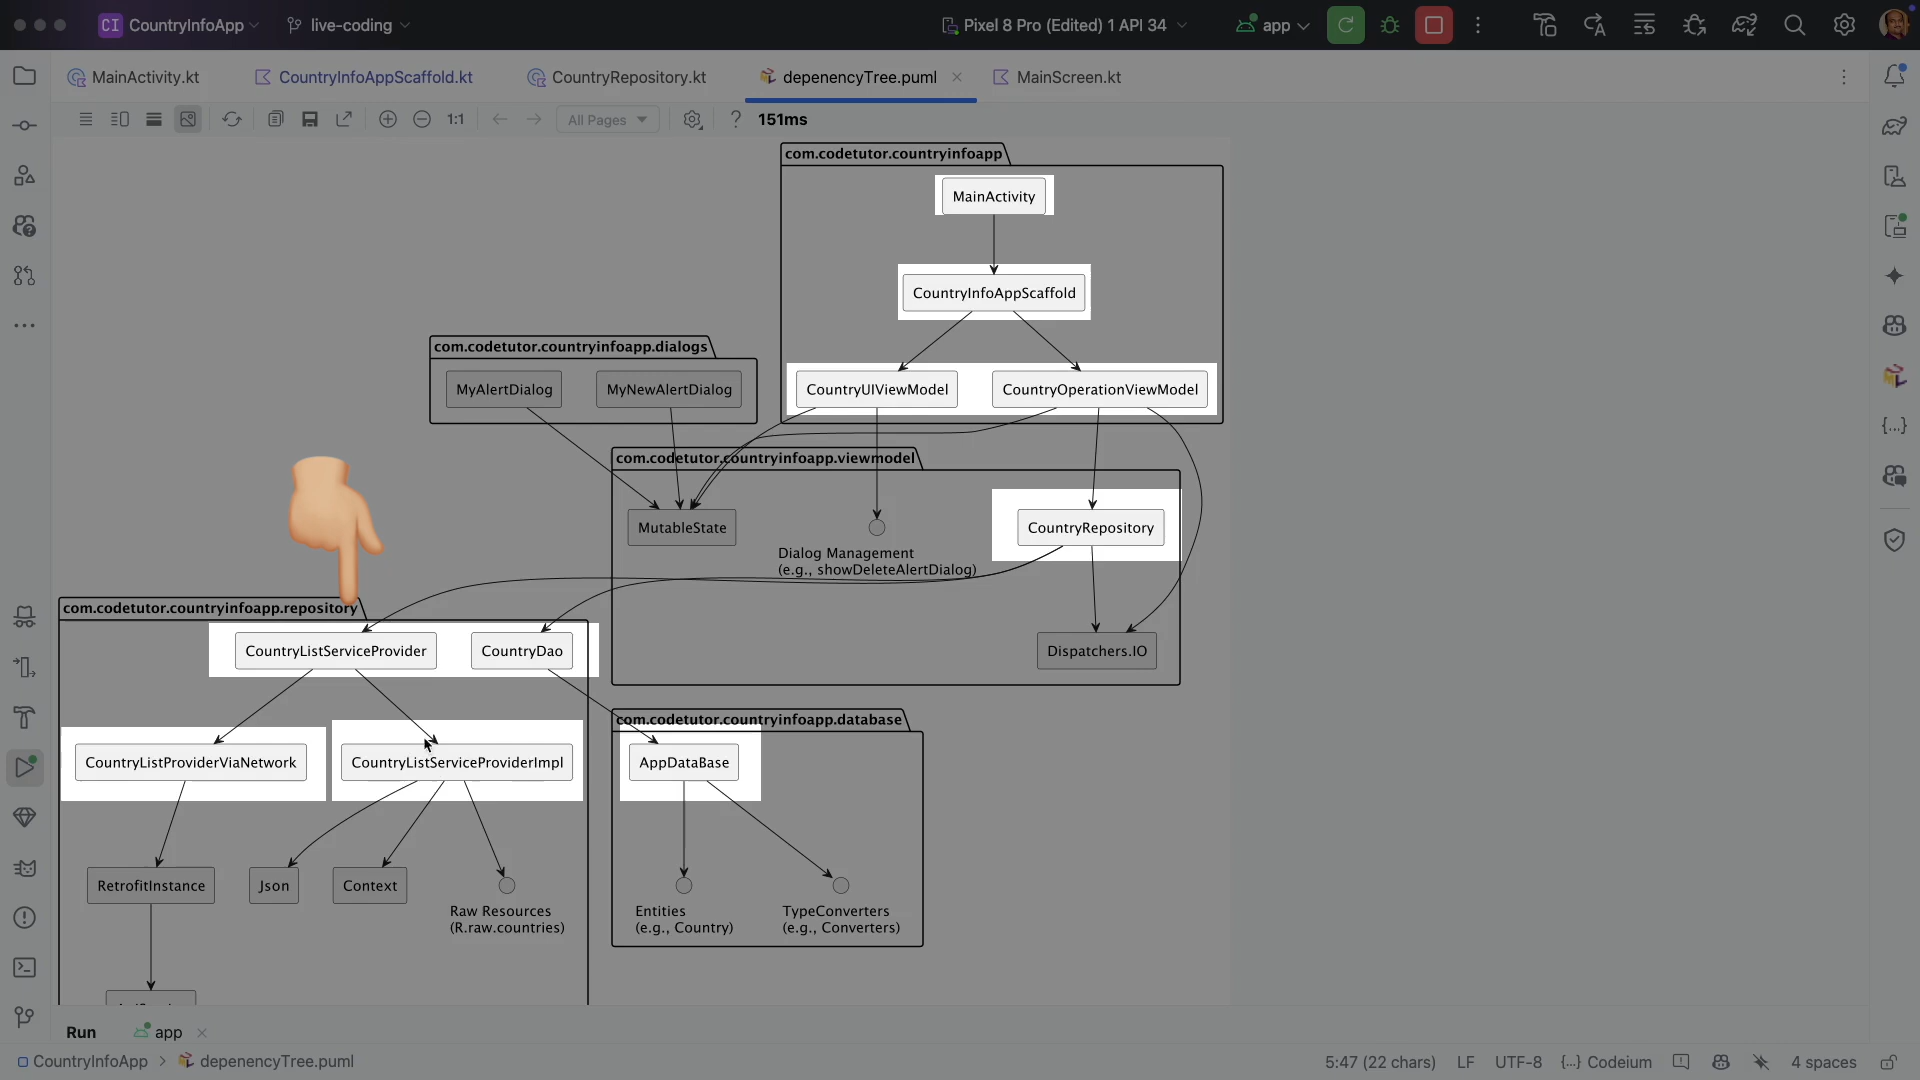 CI CountryInfoApp live-coding Pixel 8 Pro (Edited) 1 API 34 app
MainActivity.kt CountryInfoAppScaffold.kt CountryRepository.kt depenencyTree.puml MainScreen.kt
1:1 All Pages ? 151ms
com.codetutor.countryinfoapp
MainActivity
CountryInfoAppScaffold
com.codetutor.countryinfoapp.dialogs
MyAlertDialog MyNewAlertDialog CountryUIViewModel CountryOperationViewModel
com.codetutor.countryinfoapp.viewmodel
MutableState CountryRepository
Dialog Management
(e.g., showDeleteAlertDialog)
com.codetutor.countryinfoapp.repository
CountryListServiceProvider CountryDao Dispatchers.IO
com.codetutor.countryinfoapp.database
CountryListProviderViaNetwork CountryListServiceProviderImpl AppDataBase
RetrofitInstance Json Context
Raw Resources Entities TypeConverters
(R.raw.countries) (e.g., Country) (e.g., Converters)
Run app
CountryInfoApp > depenencyTree.puml 5:47 (22 chars) LF UTF-8 {...} Codeium 4 spaces